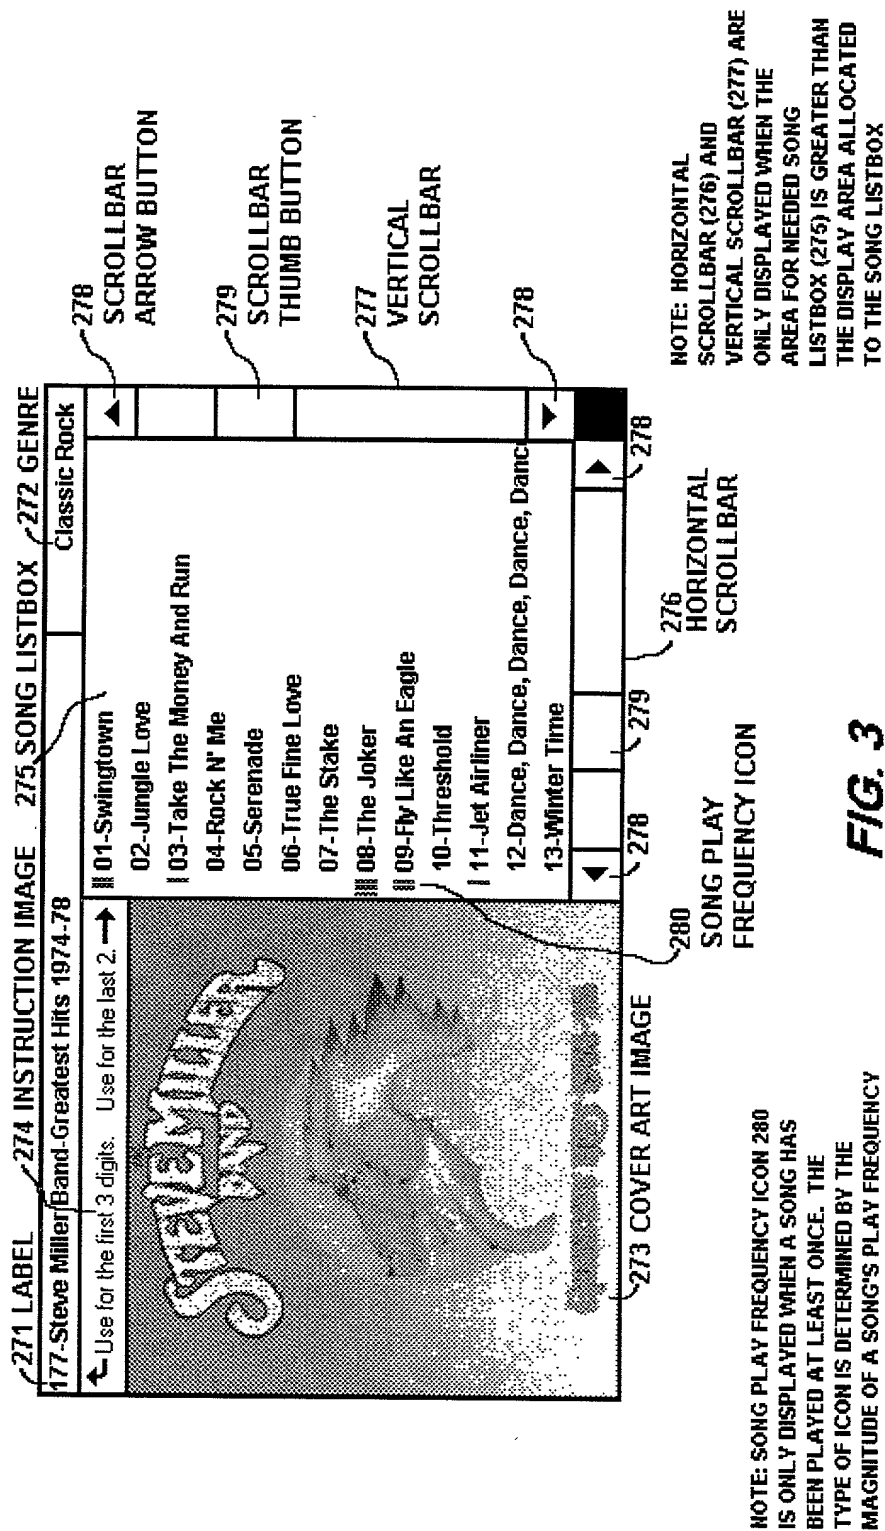 271 LABEL
274 INSTRUCTION IMAGE
275 SONG LISTBOX
272 GENRE
177-Steve Miller Band-Greatest Hits 1974-78
Classic Rock
Use for the first 3 digits. Use for the last 2.
STEVE MILLER
BAND
01-Swingtown
02-Jungle Love
03-Take The Money And Run
04-Rock N' Me
05-Serenade
06-True Fine Love
07-The Stake
08-The Joker
09-Fly Like An Eagle
10-Threshold
11-Jet Airliner
12-Dance, Dance, Dance, Dance, Danc
13-Winter Time
278
SCROLLBAR
ARROW BUTTON
279
SCROLLBAR
THUMB BUTTON
277
VERTICAL
SCROLLBAR
278
273 COVER ART IMAGE
280
SONG PLAY
FREQUENCY ICON
278
279
276
HORIZONTAL
SCROLLBAR
278
NOTE: HORIZONTAL
SCROLLBAR (276) AND
VERTICAL SCROLLBAR (277) ARE
ONLY DISPLAYED WHEN THE
AREA FOR NEEDED SONG
LISTBOX (275) IS GREATER THAN
THE DISPLAY AREA ALLOCATED
TO THE SONG LISTBOX
NOTE: SONG PLAY FREQUENCY ICON 280
IS ONLY DISPLAYED WHEN A SONG HAS
BEEN PLAYED AT LEAST ONCE. THE
TYPE OF ICON IS DETERMINED BY THE
MAGNITUDE OF A SONG'S PLAY FREQUENCY
FIG. 3